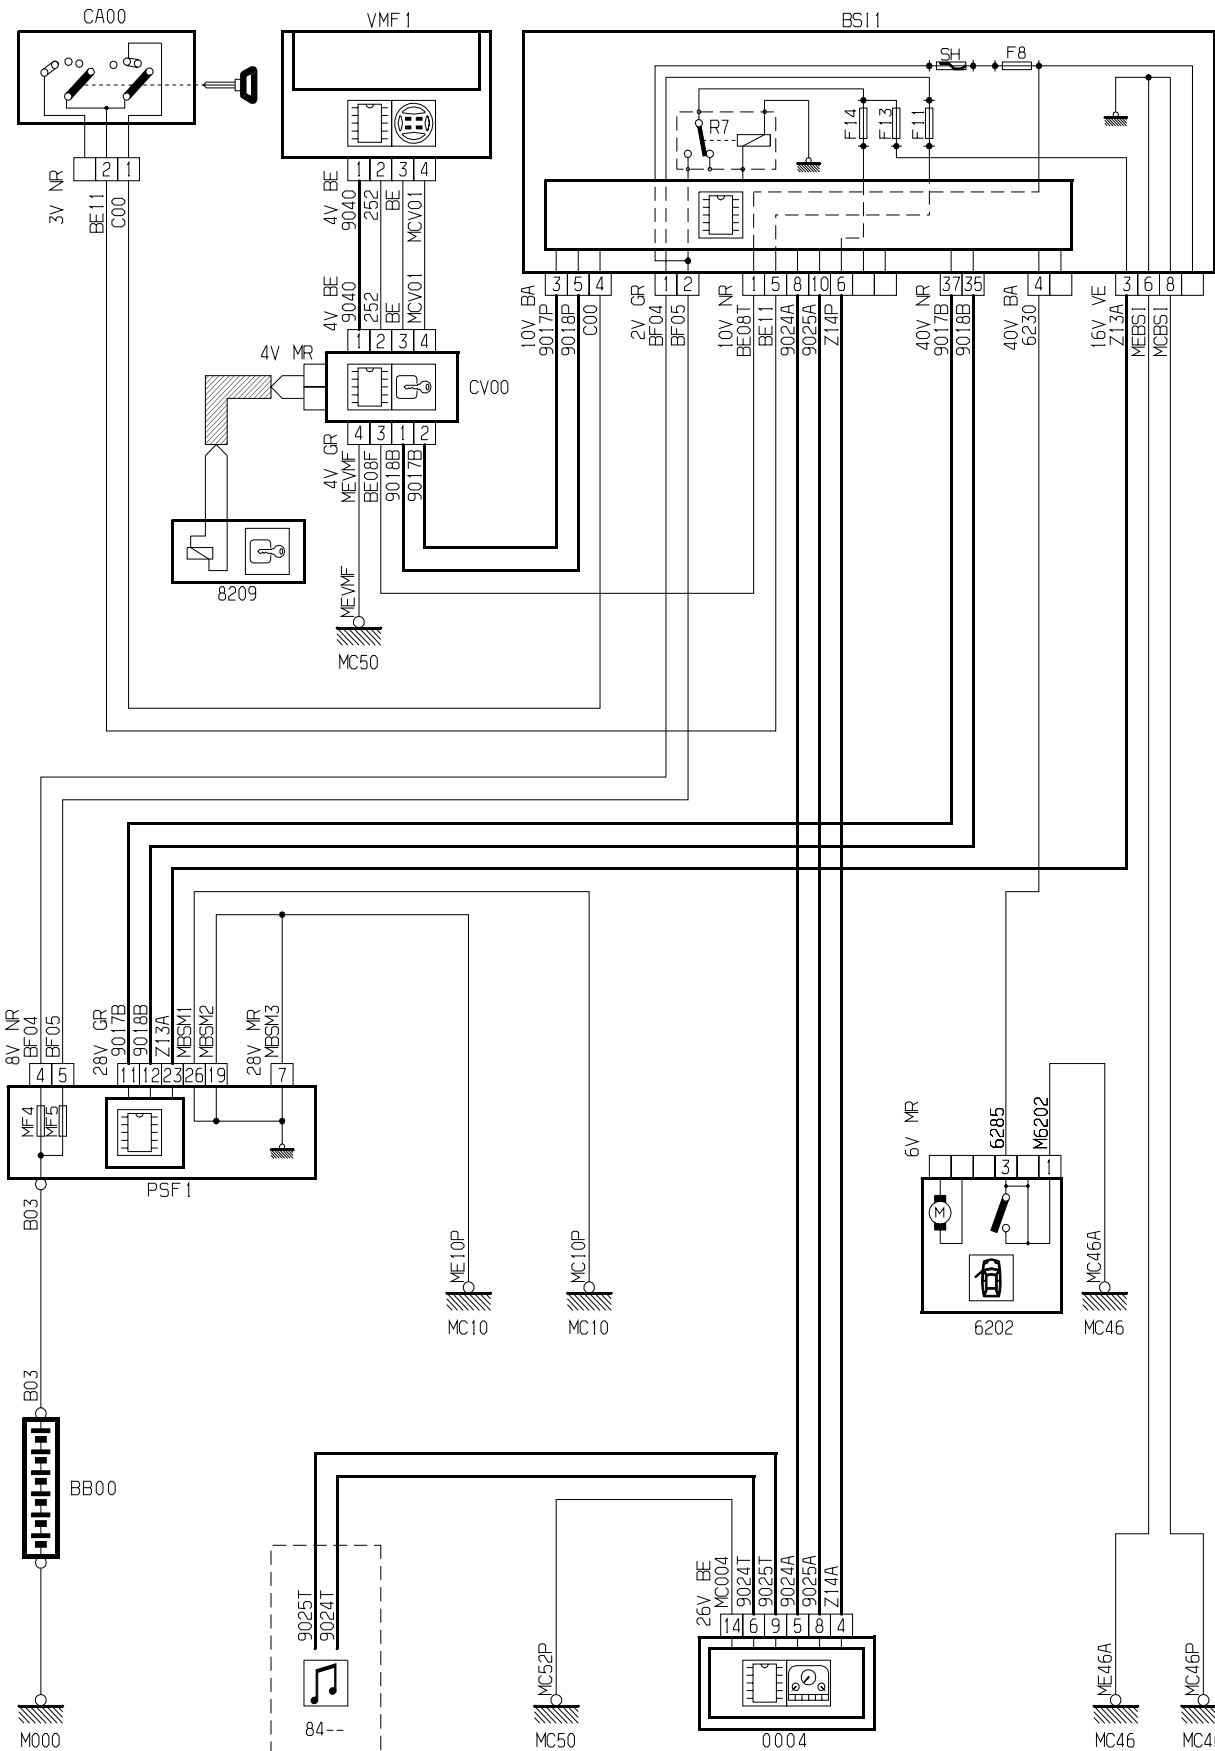 CA00
VMF1
BSI1
SH
F8
R7
F14
F13
F11
2 1
3V NR
BE11
C00
1 2 3 4
4V BE
9040
252
BE
MCV01
4V BE
9040
252
BE
MCV01
1 2 3 4
4V MR
CV00
4 3 1 2
4V GR
MEVMF
BE08F
9018B
9017B
3 5 4
10V BA
9017P
9018P
C00
1 2
2V GR
BF04
BF05
1 5 8 10 6
10V NR
BE08T
BE11
9024A
9025A
Z14P
37 35
40V NR
9017B
9018B
4
40V BA
6230
3 6 8
16V VE
Z13A
MEBSI
MCBSI
8209
MEVMF
MC50
8V NR
BF04
BF05
28V GR
9017B
9018B
Z13A
MBSM1
MBSM2
28V MR
MBSM3
4 5
11 12 23 26 19
7
MF4
MF5
PSF1
B03
6V MR
6285
M6202
3 1
M
6202
MC46A
MC46
ME10P
MC10
MC10P
MC10
B03
BB00
M000
9025T
9024T
84--
MC52P
MC50
26V BE
MC004
9024T
9025T
9024A
9025A
Z14A
14 6 9 5 8 4
0004
ME46A
MC46
MC46P